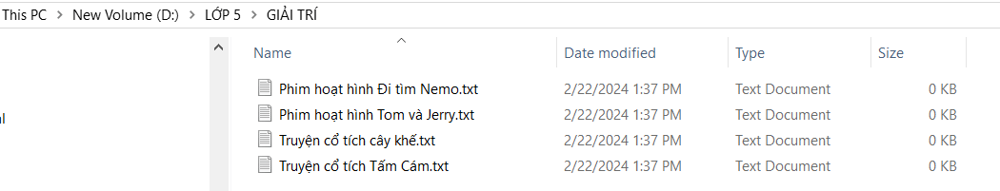 This PC > New Volume (D:) > LỚP 5 > GIẢI TRÍ
Name Date modified Type Size
Phim hoạt hình Đi tìm Nemo.txt 2/22/2024 1:37 PM Text Document 0 KB
Phim hoạt hình Tom và Jerry.txt 2/22/2024 1:37 PM Text Document 0 KB
Truyện cổ tích cây khế.txt 2/22/2024 1:37 PM Text Document 0 KB
Truyện cổ tích Tấm Cám.txt 2/22/2024 1:37 PM Text Document 0 KB